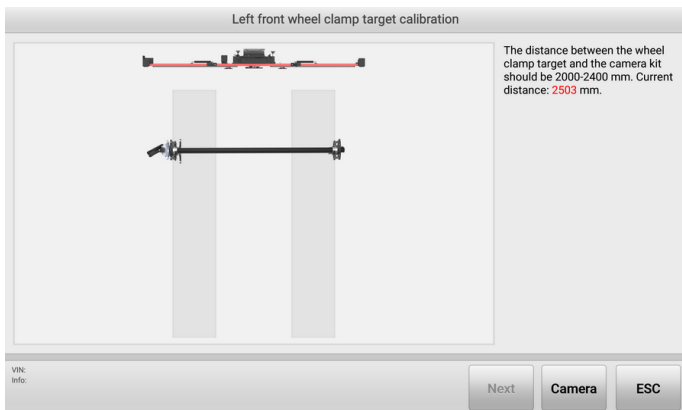 Left front wheel clamp target calibration
The distance between the wheel
clamp target and the camera kit
should be 2000-2400 mm. Current
distance: 2503 mm.
VIN:
Info:
Next
Camera
ESC